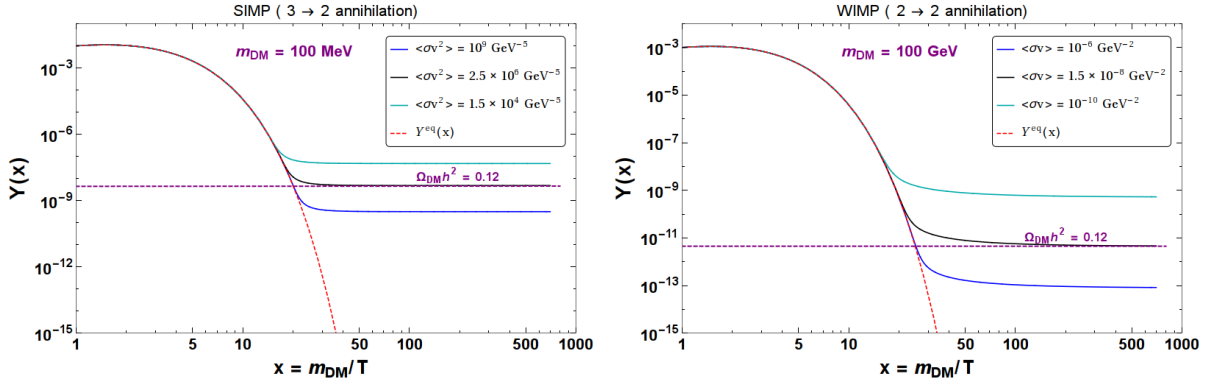 SIMP ( 3 → 2 annihilation)
m_DM = 100 MeV
<σv²> = 10⁹ GeV⁻⁵
<σv²> = 2.5 × 10⁶ GeV⁻⁵
<σv²> = 1.5 × 10⁴ GeV⁻⁵
Y^eq(x)
Ω_DM h² = 0.12
Y(x)
10⁻³
10⁻⁶
10⁻⁹
10⁻¹²
10⁻¹⁵
1 5 10 50 100 500 1000
x = m_DM/T
WIMP ( 2 → 2 annihilation)
m_DM = 100 GeV
<σv> = 10⁻⁶ GeV⁻²
<σv> = 1.5 × 10⁻⁸ GeV⁻²
<σv> = 10⁻¹⁰ GeV⁻²
Y^eq(x)
Ω_DM h² = 0.12
Y(x)
10⁻³
10⁻⁵
10⁻⁷
10⁻⁹
10⁻¹¹
10⁻¹³
10⁻¹⁵
1 5 10 50 100 500 1000
x = m_DM/T